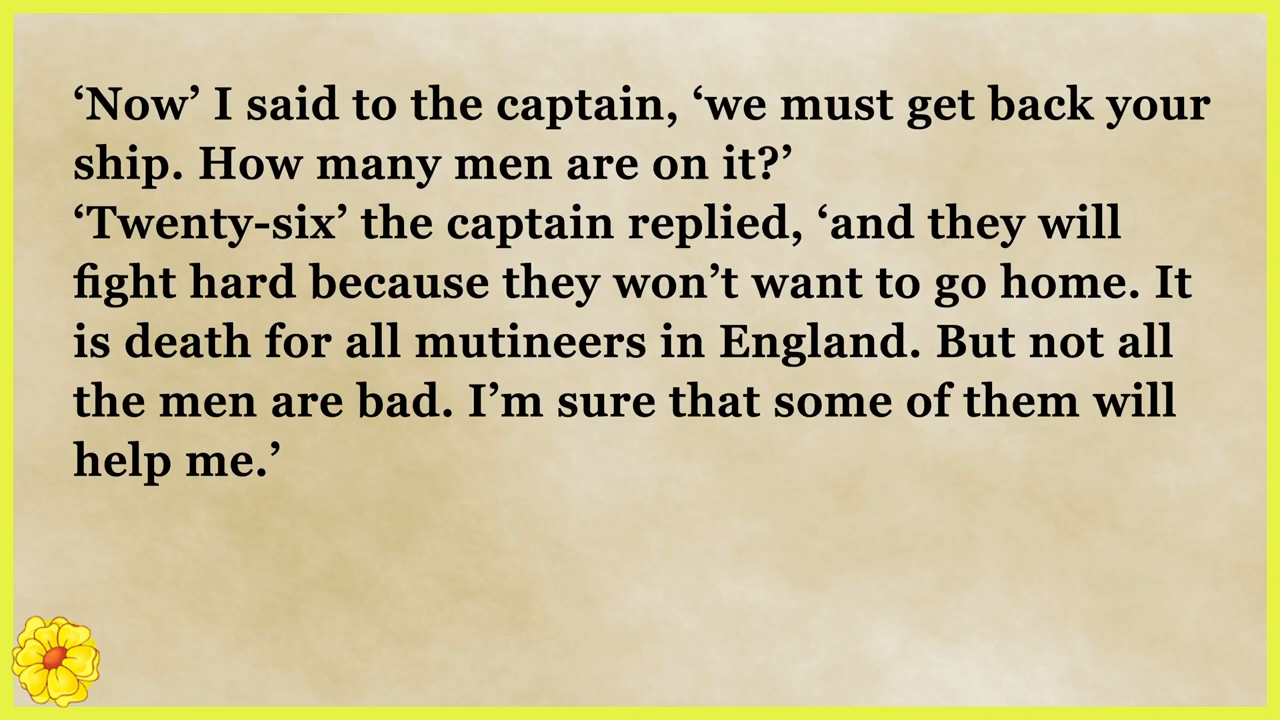 ‘Now’ I said to the captain, ‘we must get back your
ship. How many men are on it?’
‘Twenty-six’ the captain replied, ‘and they will
fight hard because they won’t want to go home. It
is death for all mutineers in England. But not all
the men are bad. I’m sure that some of them will
help me.’